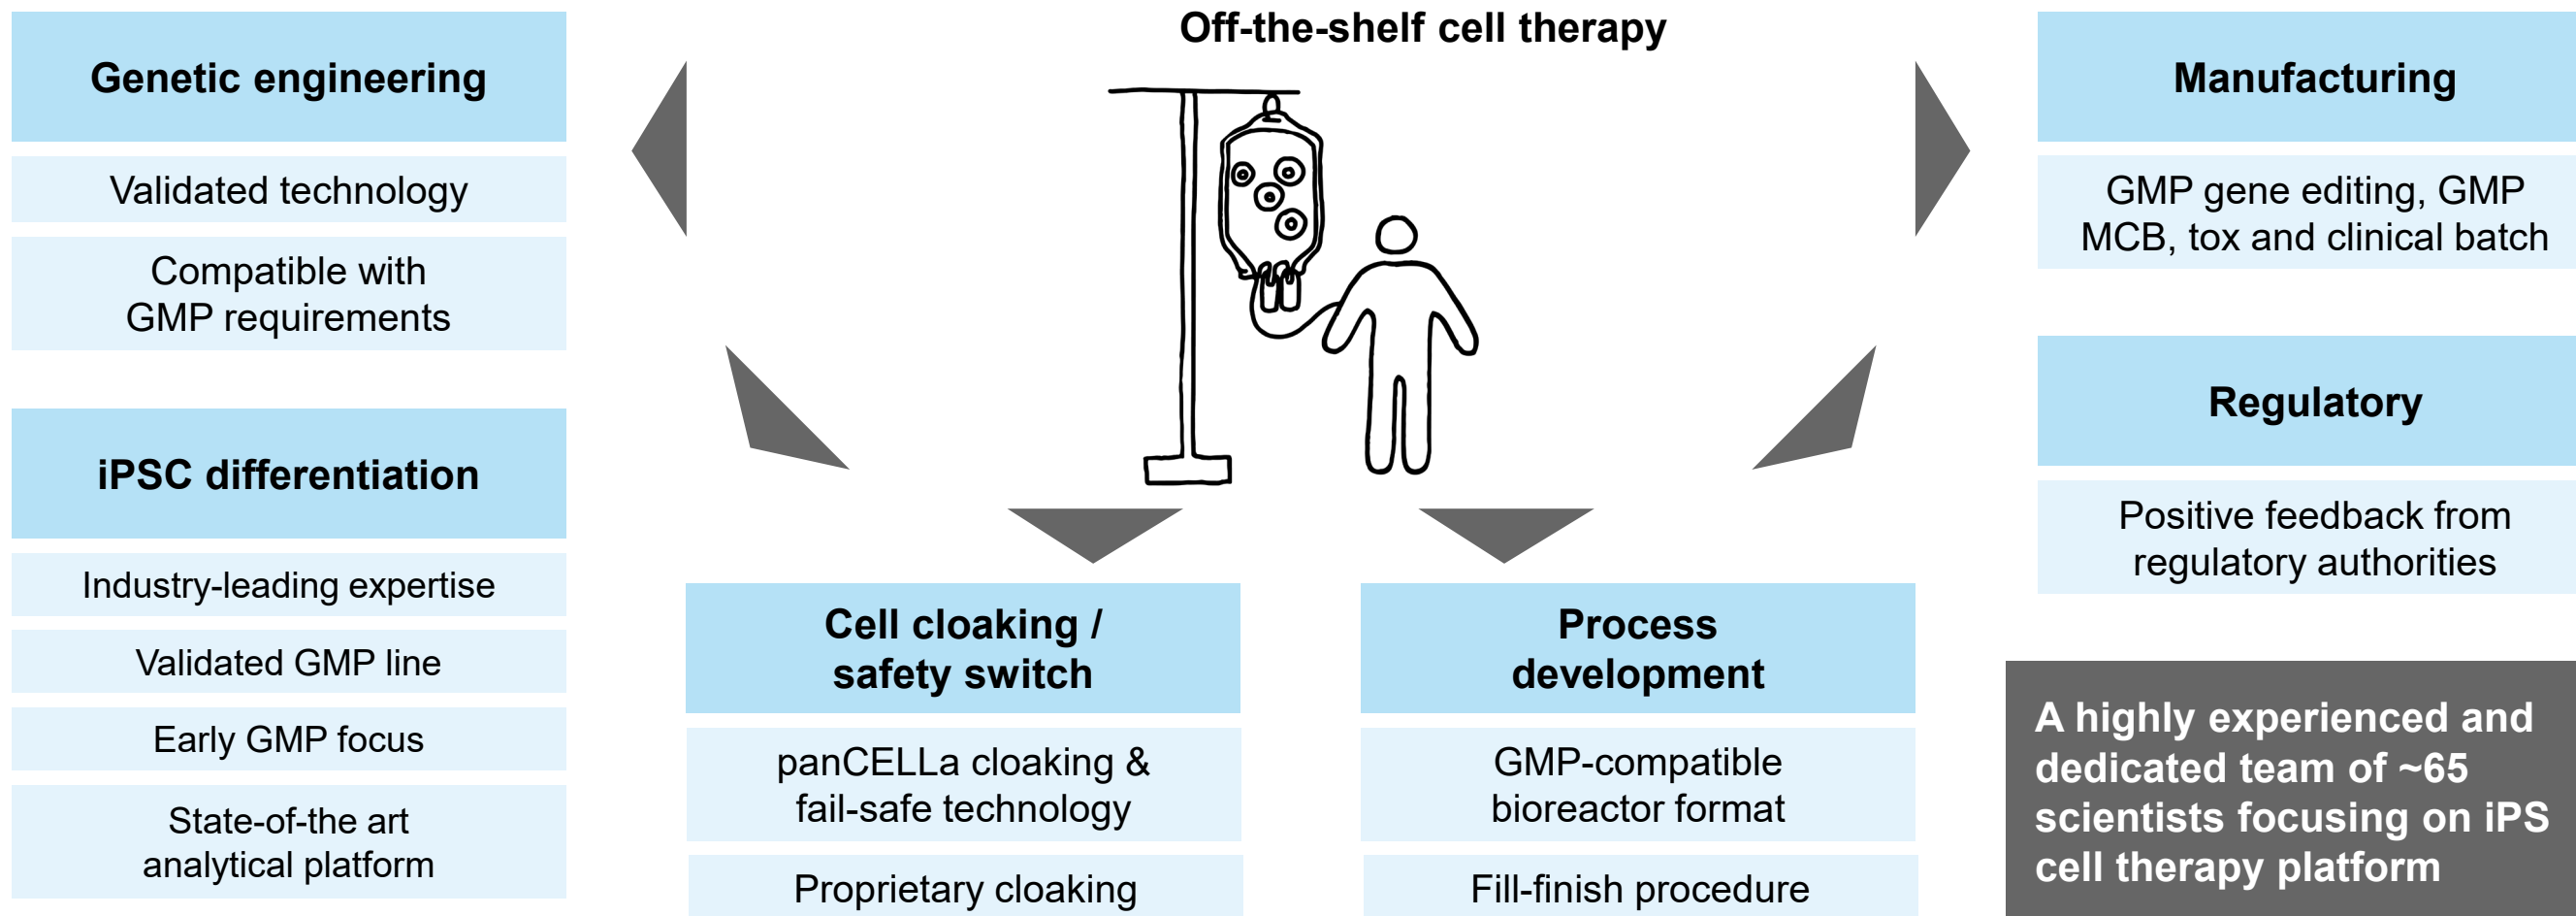 Off-the-shelf cell therapy
Genetic engineering
Validated technology
Compatible with
GMP requirements
iPSC differentiation
Industry-leading expertise
Validated GMP line
Early GMP focus
State-of-the art
analytical platform
Cell cloaking /
safety switch
panCELLa cloaking &
fail-safe technology
Proprietary cloaking
Process
development
GMP-compatible
bioreactor format
Fill-finish procedure
Manufacturing
GMP gene editing, GMP
MCB, tox and clinical batch
Regulatory
Positive feedback from
regulatory authorities
A highly experienced and
dedicated team of ~65
scientists focusing on iPS
cell therapy platform